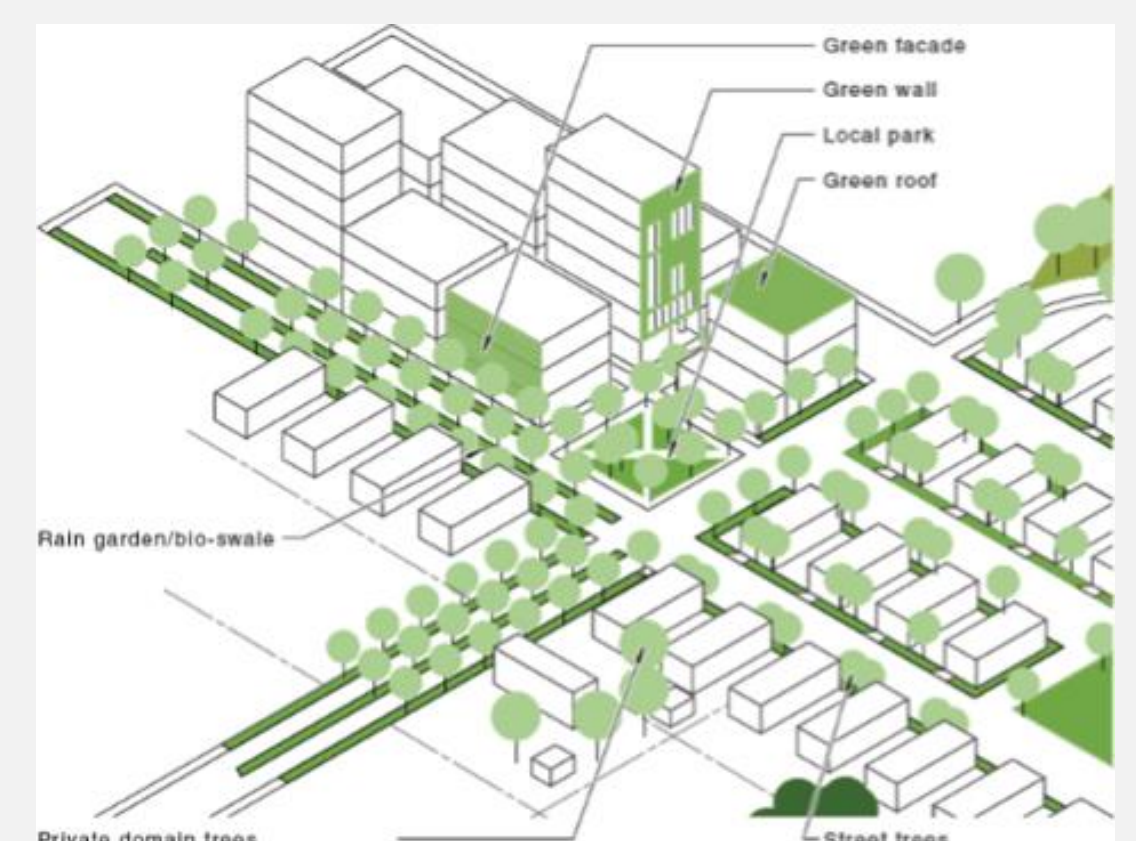 Green facade
Green wall
Local park
Green roof
Rain garden/bio-swale
Private domain trees
Street trees